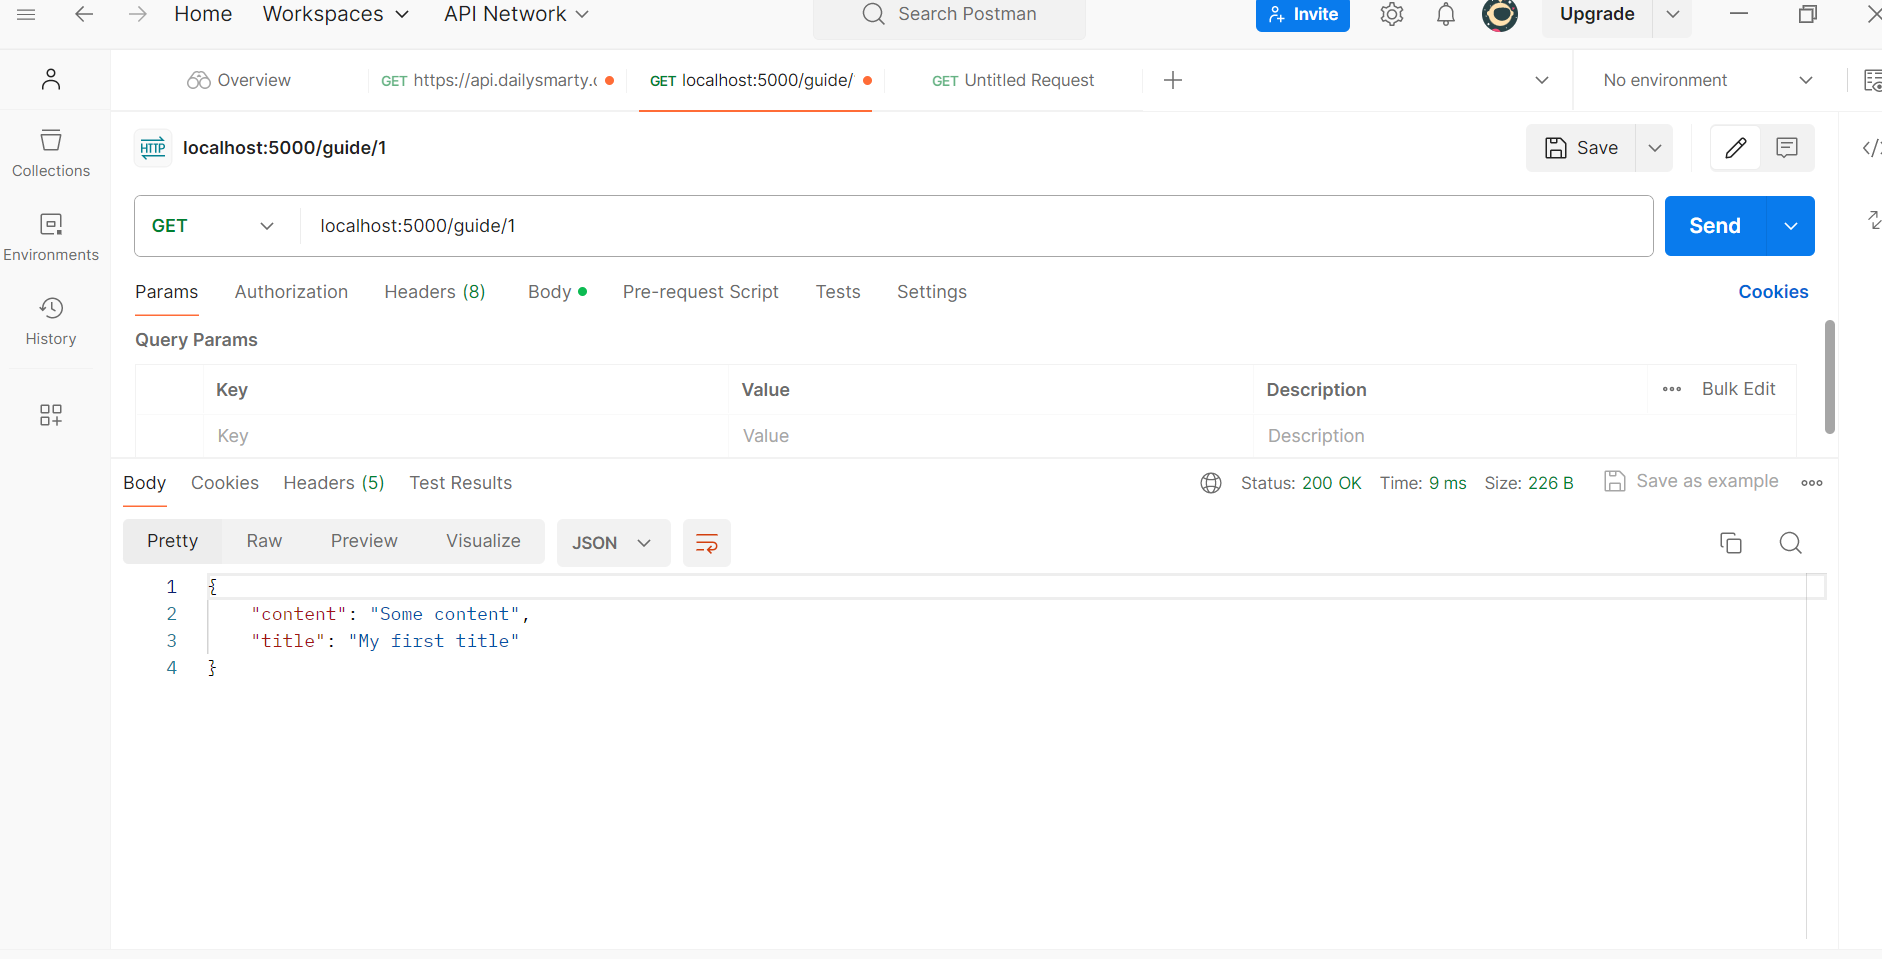 Home Workspaces API Network Search Postman Invite Upgrade
Overview GET https://api.dailysmarty.c GET localhost:5000/guide/ GET Untitled Request No environment
HTTP localhost:5000/guide/1 Save
Collections
GET localhost:5000/guide/1 Send
Environments
Params Authorization Headers (8) Body Pre-request Script Tests Settings Cookies
History
Query Params
Key Value Description Bulk Edit
Key Value Description
Body Cookies Headers (5) Test Results Status: 200 OK Time: 9 ms Size: 226 B Save as example
Pretty Raw Preview Visualize JSON
1 {
2 "content": "Some content",
3 "title": "My first title"
4 }